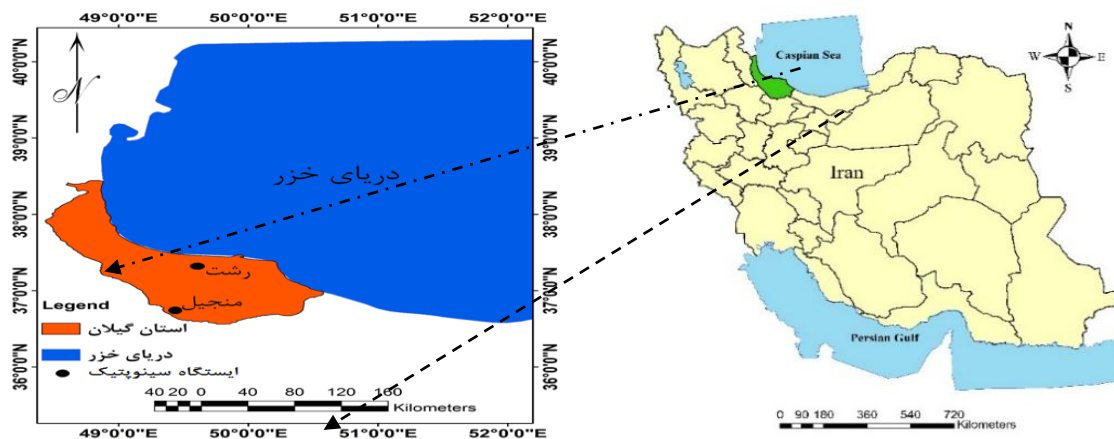 49°0'0"E 50°0'0"E 51°0'0"E 52°0'0"E
40°0'0"N
39°0'0"N
38°0'0"N
37°0'0"N
36°0'0"N
N
دریای خزر
رشت
منجیل
Legend
استان گیلان
دریای خزر
ایستگاه سینوپتیک
40 20 0 40 80 120 160
Kilometers
49°0'0"E 50°0'0"E 51°0'0"E 52°0'0"E
40°0'0"N
39°0'0"N
38°0'0"N
37°0'0"N
36°0'0"N
Caspian Sea
N
W E
S
Iran
Persian Gulf
0 90 180 360 540 720
Kilometers